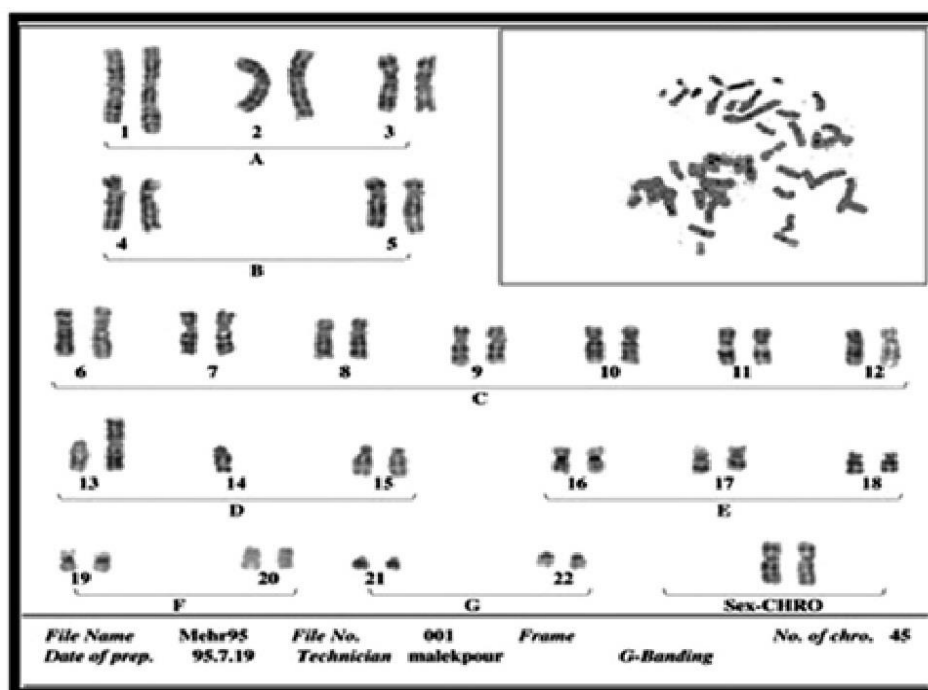 1 2 3
A
4 5
B
6 7 8 9 10 11 12
C
13 14 15 16 17 18
D E
19 20 21 22 Sex-CHRO
F G
File Name Mehr95 File No. 001 Frame No. of chro. 45
Date of prep. 95.7.19 Technician malekpour G-Banding